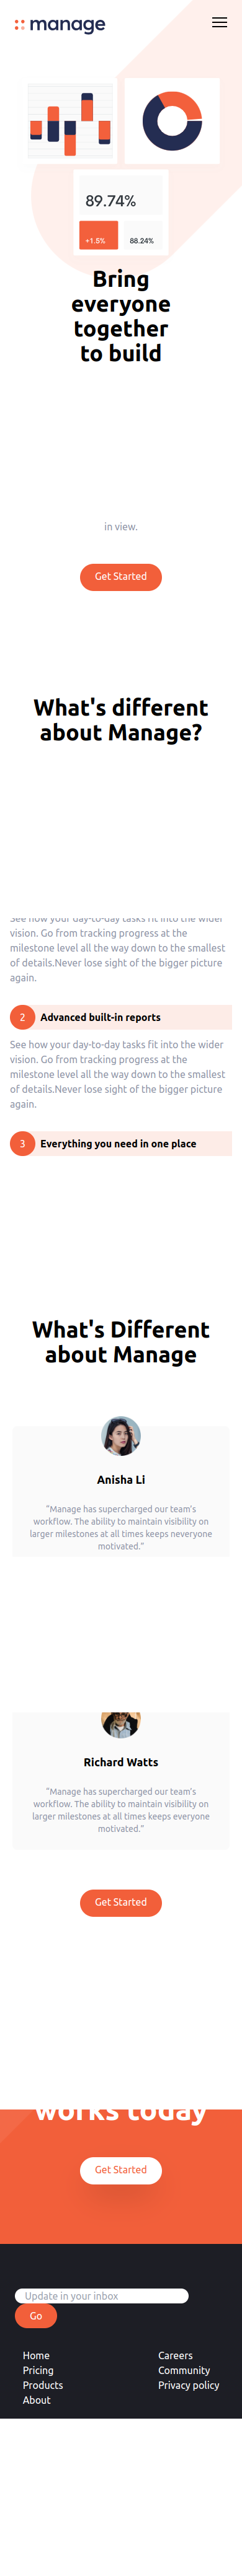 manage
89.74%
+1.5%
88.24%
Bring
everyone
together
to build
in view.
Get Started
What's different
about Manage?
See how your day-to-day tasks fit into the wider
vision. Go from tracking progress at the
milestone level all the way down to the smallest
of details.Never lose sight of the bigger picture
again.
2 Advanced built-in reports
See how your day-to-day tasks fit into the wider
vision. Go from tracking progress at the
milestone level all the way down to the smallest
of details.Never lose sight of the bigger picture
again.
3 Everything you need in one place
What's Different
about Manage
Anisha Li
"Manage has supercharged our team's
workflow. The ability to maintain visibility on
larger milestones at all times keeps neveryone
motivated."
Richard Watts
"Manage has supercharged our team's
workflow. The ability to maintain visibility on
larger milestones at all times keeps everyone
motivated."
Get Started
works today
Get Started
Update in your inbox
Go
Home
Pricing
Products
About
Careers
Community
Privacy policy